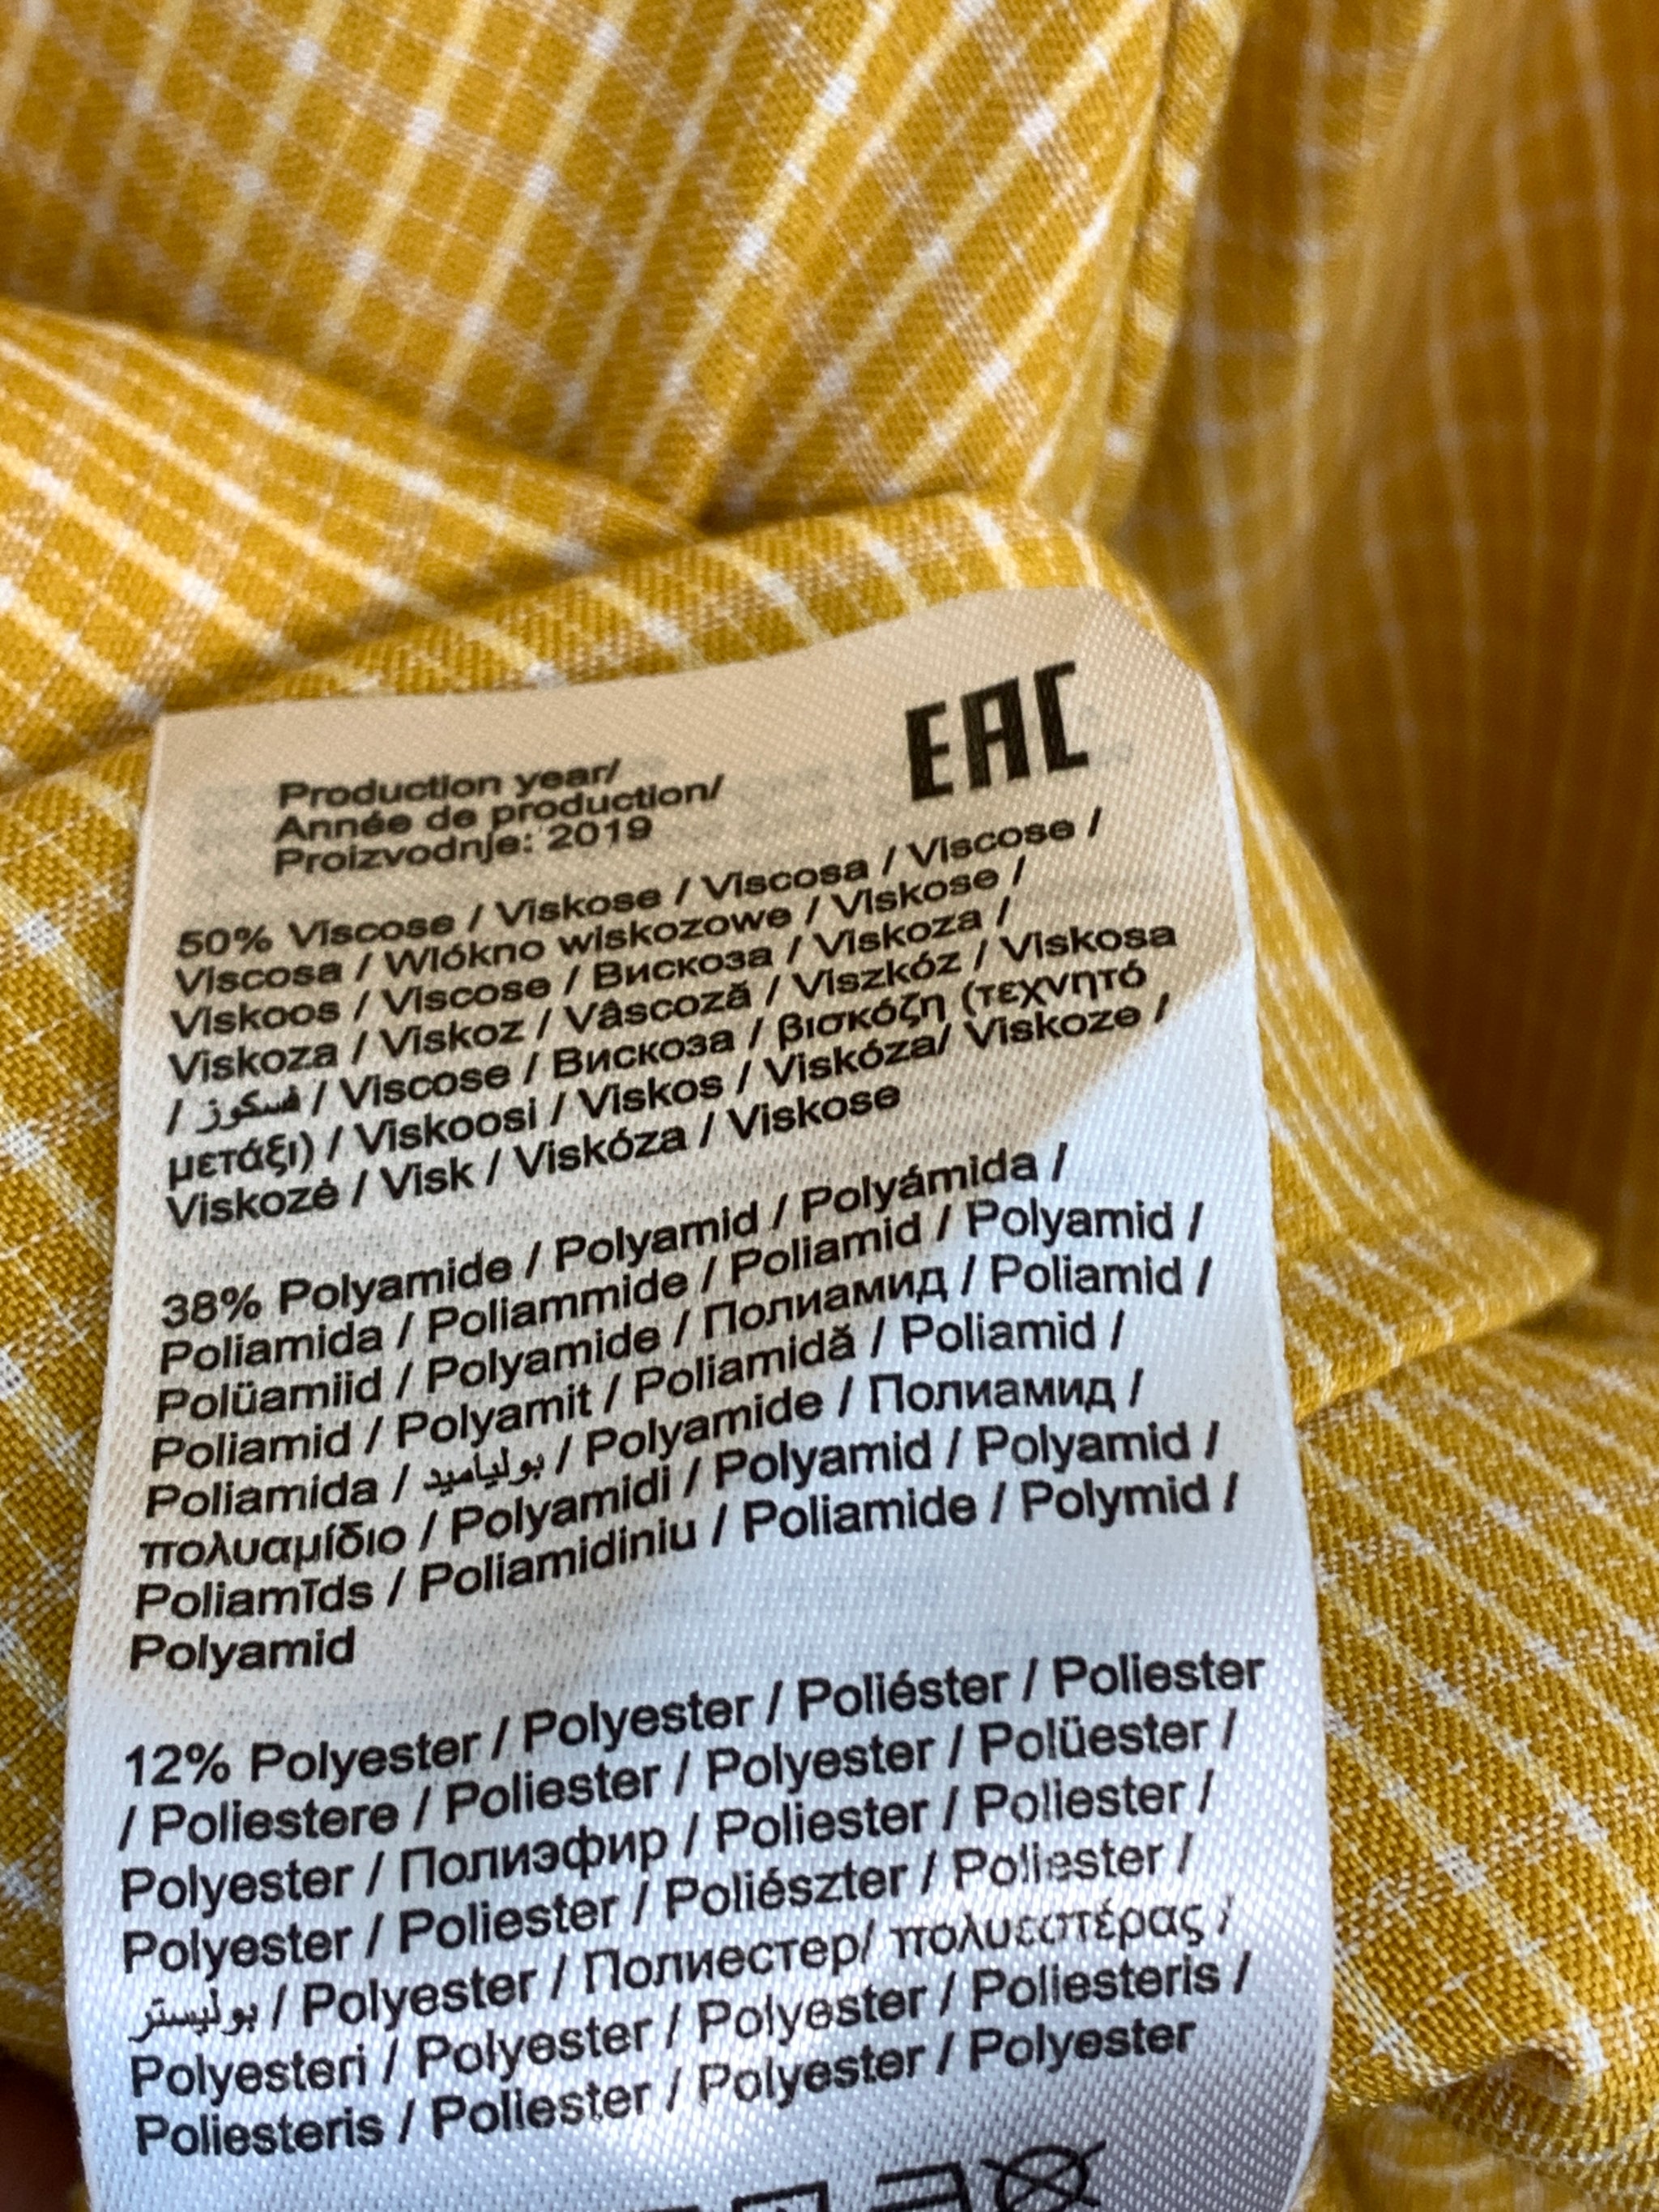 EAC
Production year/
Année de production/
Proizvodnje: 2019
50% Viscose / Viskose / Viscosa / Viscose /
Viscosa / Wlókno wiskozowe / Viskose /
Viskoos / Viscose / Вискоза / Viskoza /
Viskoza / Viskoz / Vâscoză / Viszkóz / Viskosa
/ فسكوز / Viscose / Вискоза / βισκόζη (τεχνητό
μετάξι) / Viskoosi / Viskos / Viskóza/ Viskoze /
Viskozė / Visk / Viskóza / Viskose
38% Polyamide / Polyamid / Polyámida /
Poliamida / Poliammide / Poliamid / Polyamid /
Polüamiid / Polyamide / Полиамид / Poliamid /
Poliamid / Polyamit / Poliamidă / Poliamid /
Poliamida / بولياميد / Polyamide / Полиамид /
πολυαμίδιο / Polyamidi / Polyamid / Polyamid /
Poliamīds / Poliamidiniu / Poliamide / Polymid /
Polyamid
12% Polyester / Polyester / Poliéster / Poliester
/ Poliestere / Poliester / Polyester / Polüester /
Polyester / Полиэфир / Poliester / Poliester /
Polyester / Poliester / Poliészter / Poliester /
بوليستر / Polyester / Полиестер/ πολυεστέρας /
Polyesteri / Polyester / Polyester / Poliesteris /
Poliesteris / Poliester / Polyester / Polyester